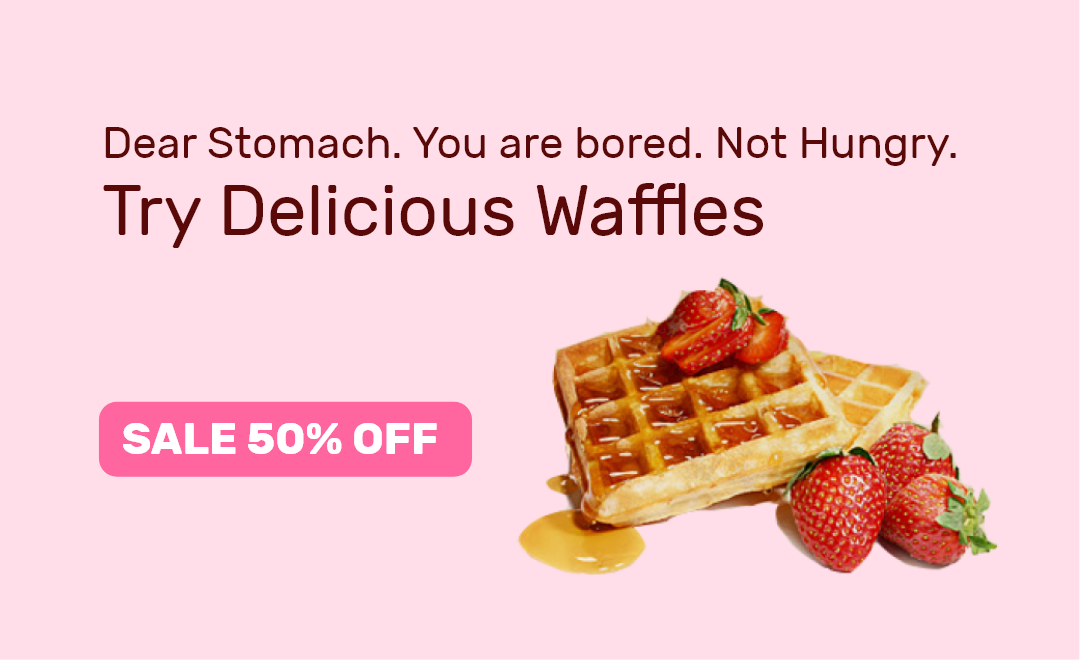 Dear Stomach. You are bored. Not Hungry.
Try Delicious Waffles
SALE 50% OFF